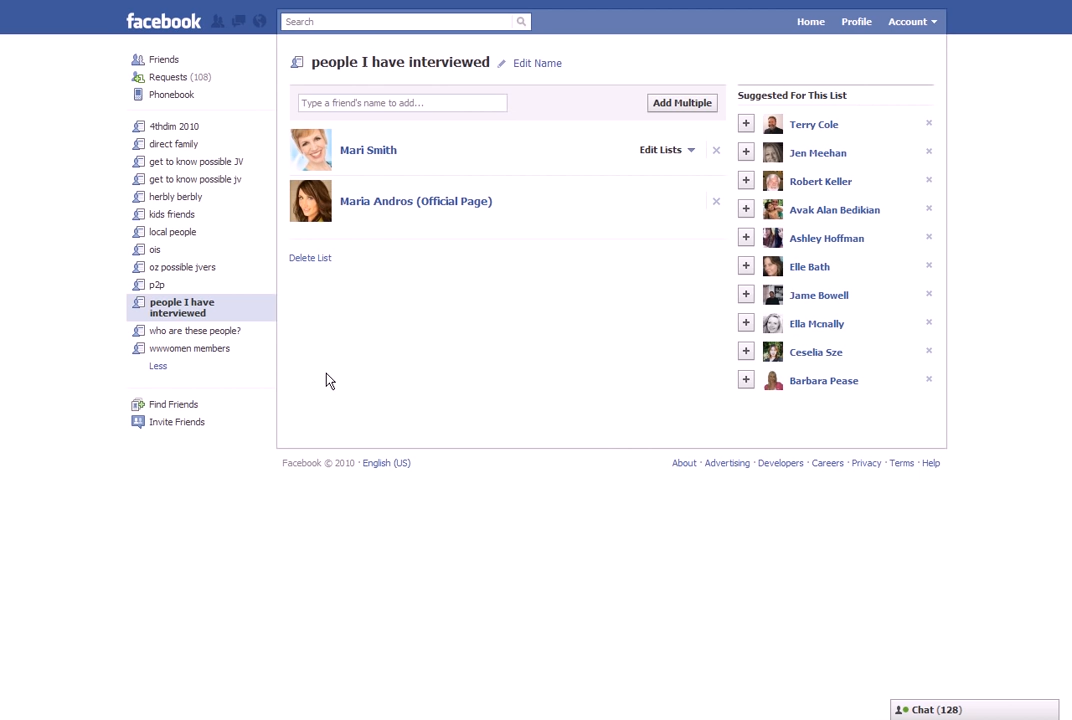 facebook
Search
Home Profile Account
Friends
Requests (108)
Phonebook
4thdim 2010
direct family
get to know possible JV
get to know possible jv
herbly berbly
kids friends
local people
ois
oz possible jvers
p2p
people I have
interviewed
who are these people?
wwwomen members
Less
Find Friends
Invite Friends
people I have interviewed Edit Name
Type a friend's name to add... Add Multiple
Mari Smith Edit Lists
Maria Andros (Official Page)
Delete List
Suggested For This List
Terry Cole
Jen Meehan
Robert Keller
Avak Alan Bedikian
Ashley Hoffman
Elle Bath
Jame Bowell
Ella Mcnally
Ceselia Sze
Barbara Pease
Facebook © 2010 · English (US)
About · Advertising · Developers · Careers · Privacy · Terms · Help
Chat (128)